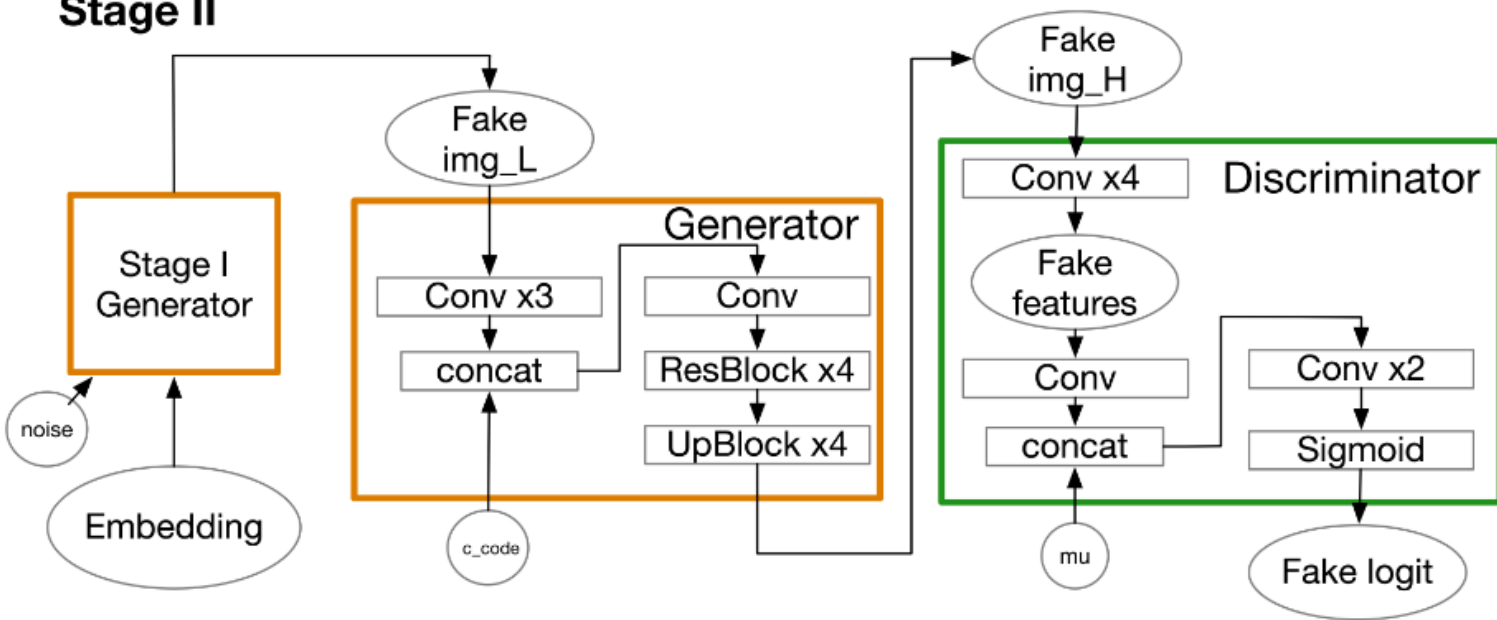 Stage II
Fake
img_L
Stage I
Generator
noise
Embedding
Generator
Conv x3
concat
c_code
Conv
ResBlock x4
UpBlock x4
Fake
img_H
Discriminator
Conv x4
Fake
features
Conv
concat
mu
Conv x2
Sigmoid
Fake logit